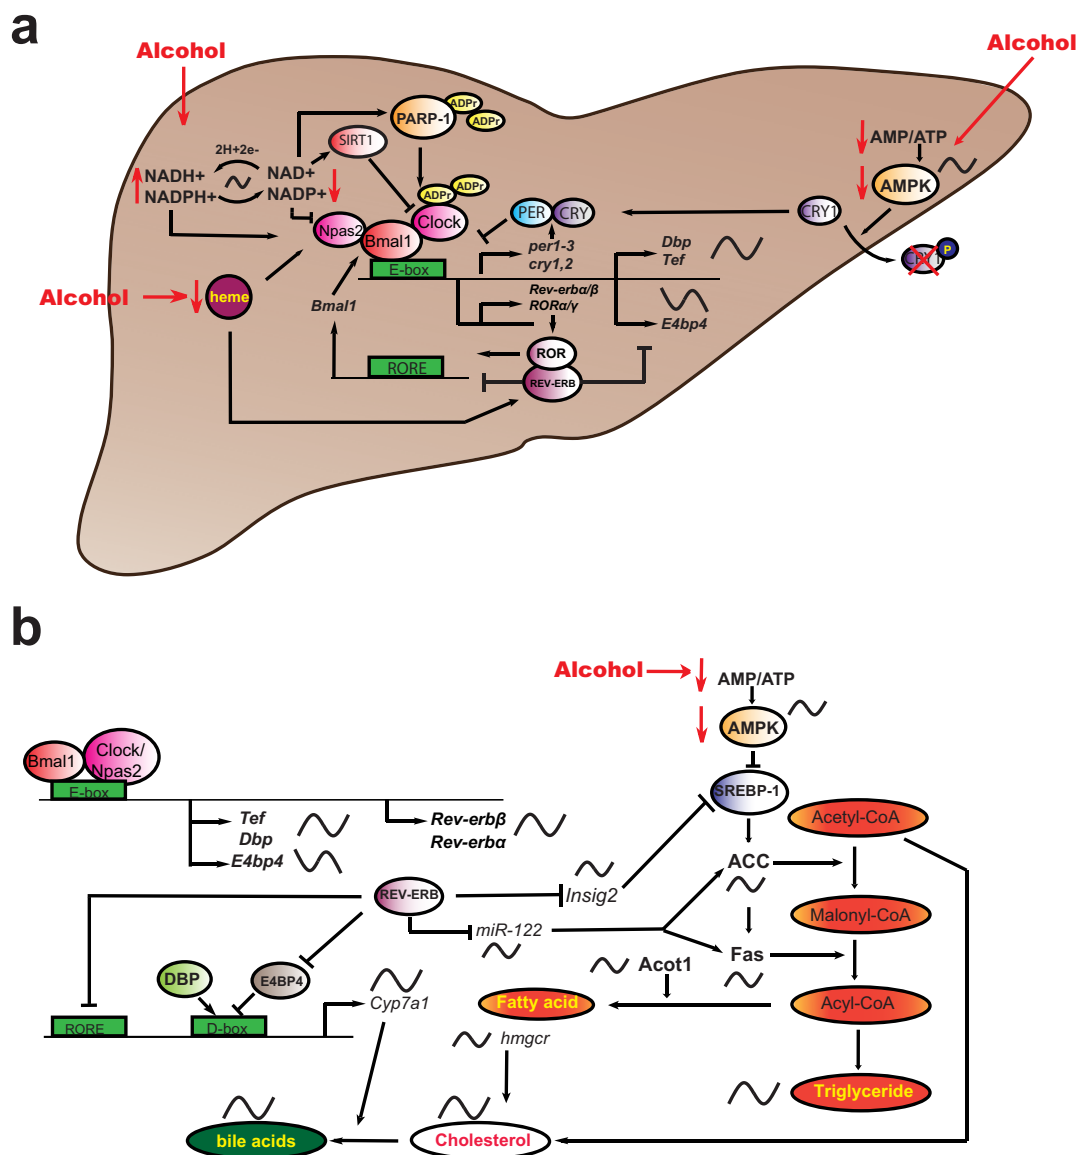 a
Alcohol
Alcohol
PARP-1
ADPr
ADPr
SIRT1
2H+2e-
NADH+
NAD+
NADPH+
NADP+
ADPr
ADPr
AMP/ATP
AMPK
Npas2
Bmal1
Clock
PER
CRY
CRY1
CRY1
P
E-box
per1-3
cry1,2
Dbp
Tef
Alcohol
heme
Bmal1
Rev-erbα/β
RORα/γ
E4bp4
RORE
ROR
REV-ERB
b
Alcohol
AMP/ATP
AMPK
Bmal1
Clock/
Npas2
E-box
SREBP-1
Acetyl-CoA
Tef
Dbp
E4bp4
Rev-erbβ
Rev-erbα
ACC
REV-ERB
Insig2
Malonyl-CoA
miR-122
Fas
Acot1
DBP
E4BP4
Cyp7a1
Fatty acid
Acyl-CoA
RORE
D-box
hmgcr
Triglyceride
bile acids
Cholesterol